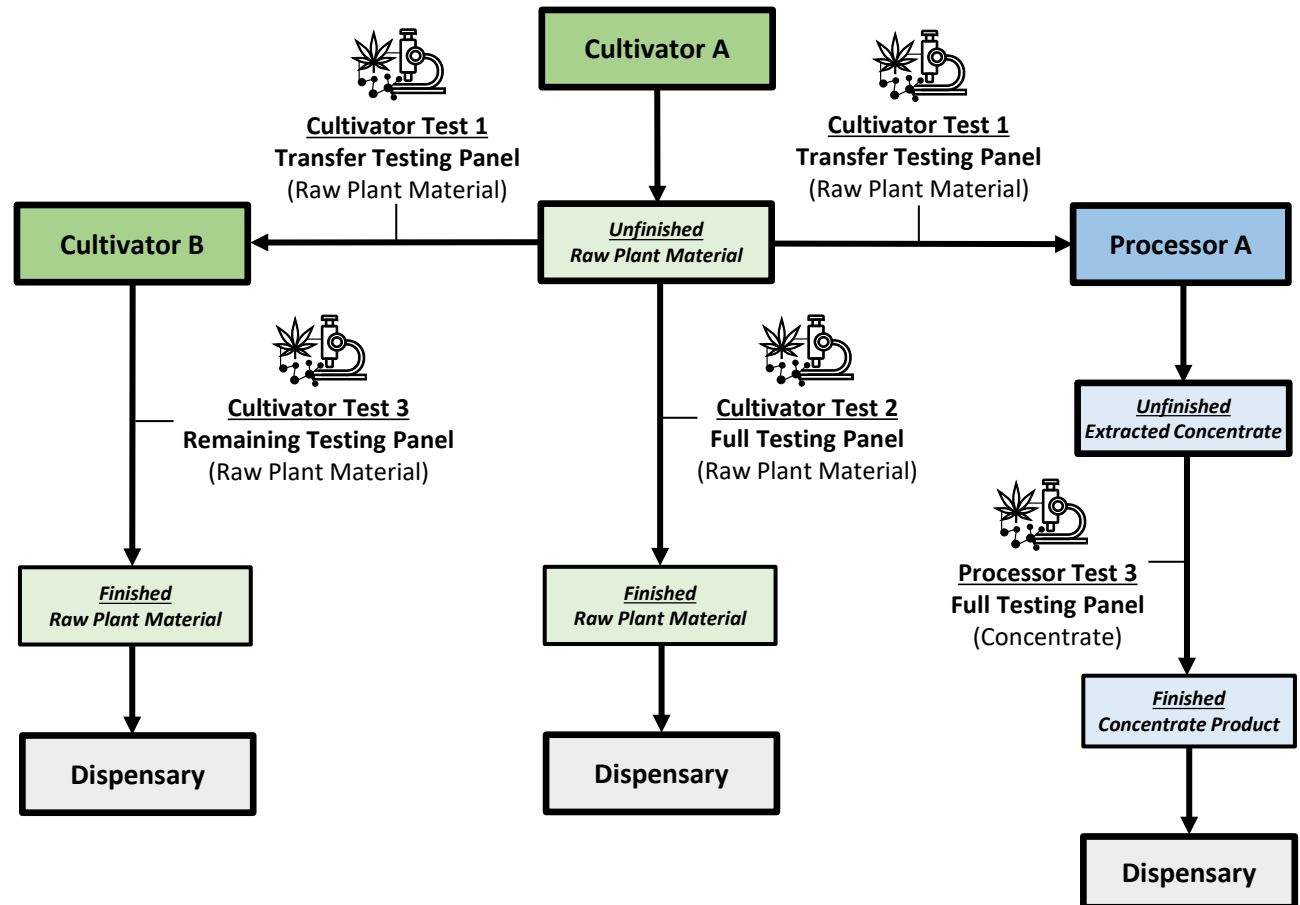 Cultivator A
Cultivator Test 1
Transfer Testing Panel
(Raw Plant Material)
Cultivator Test 1
Transfer Testing Panel
(Raw Plant Material)
Cultivator B
Unfinished
Raw Plant Material
Processor A
Cultivator Test 3
Remaining Testing Panel
(Raw Plant Material)
Cultivator Test 2
Full Testing Panel
(Raw Plant Material)
Unfinished
Extracted Concentrate
Processor Test 3
Full Testing Panel
(Concentrate)
Finished
Raw Plant Material
Finished
Raw Plant Material
Finished
Concentrate Product
Dispensary
Dispensary
Dispensary